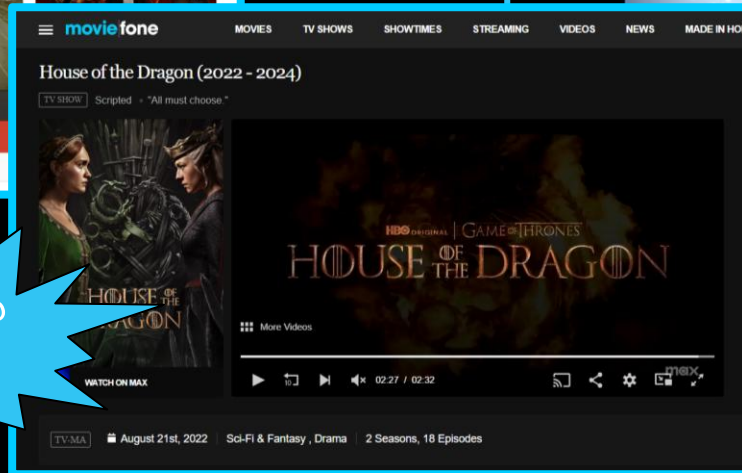 moviefone
MOVIES TV SHOWS SHOWTIMES STREAMING VIDEOS NEWS MADE IN HO
House of the Dragon (2022 - 2024)
TV SHOW Scripted • "All must choose."
HOUSE OF THE
DRAGON
WATCH ON MAX
HBO ORIGINAL | GAME OF THRONES
HOUSE OF THE DRAGON
More Videos
10 02:27 / 02:32
max
TV-MA August 21st, 2022 Sci-Fi & Fantasy , Drama 2 Seasons, 18 Episodes